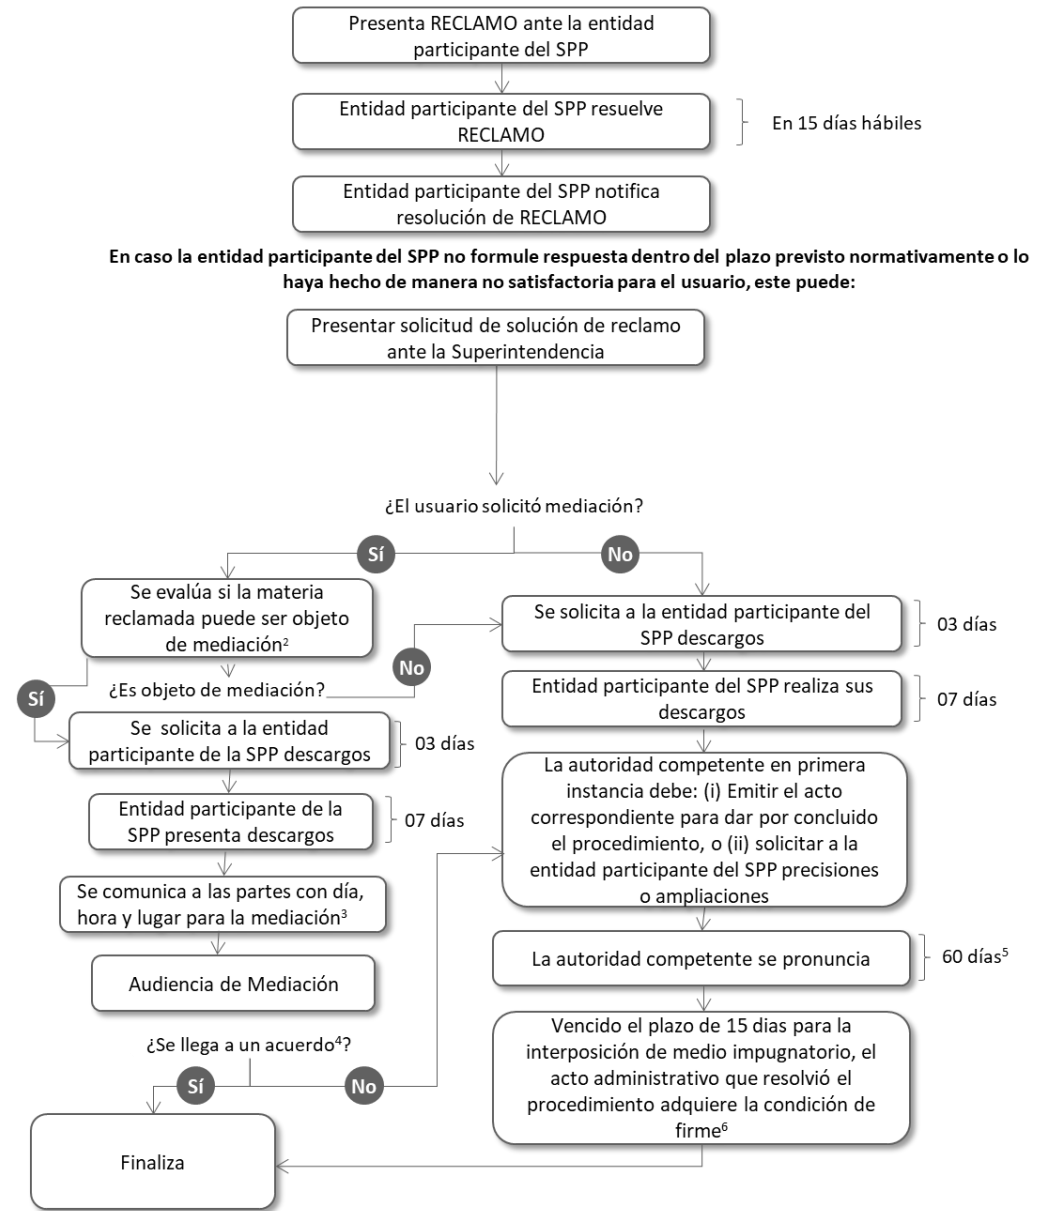 Presenta RECLAMO ante la entidad
participante del SPP
Entidad participante del SPP resuelve
RECLAMO
En 15 días hábiles
Entidad participante del SPP notifica
resolución de RECLAMO
En caso la entidad participante del SPP no formule respuesta dentro del plazo previsto normativamente o lo
haya hecho de manera no satisfactoria para el usuario, este puede:
Presentar solicitud de solución de reclamo
ante la Superintendencia
¿El usuario solicitó mediación?
Sí
No
Se evalúa si la materia
reclamada puede ser objeto
de mediación²
¿Es objeto de mediación?
Sí
No
Se solicita a la entidad
participante de la SPP descargos
03 días
Entidad participante de la
SPP presenta descargos
07 días
Se comunica a las partes con día,
hora y lugar para la mediación³
Audiencia de Mediación
¿Se llega a un acuerdo⁴?
Sí
No
Finaliza
Se solicita a la entidad participante del
SPP descargos
03 días
Entidad participante del SPP realiza sus
descargos
07 días
La autoridad competente en primera
instancia debe: (i) Emitir el acto
correspondiente para dar por concluido
el procedimiento, o (ii) solicitar a la
entidad participante del SPP precisiones
o ampliaciones
La autoridad competente se pronuncia
60 días⁵
Vencido el plazo de 15 dias para la
interposición de medio impugnatorio, el
acto administrativo que resolvió el
procedimiento adquiere la condición de
firme⁶